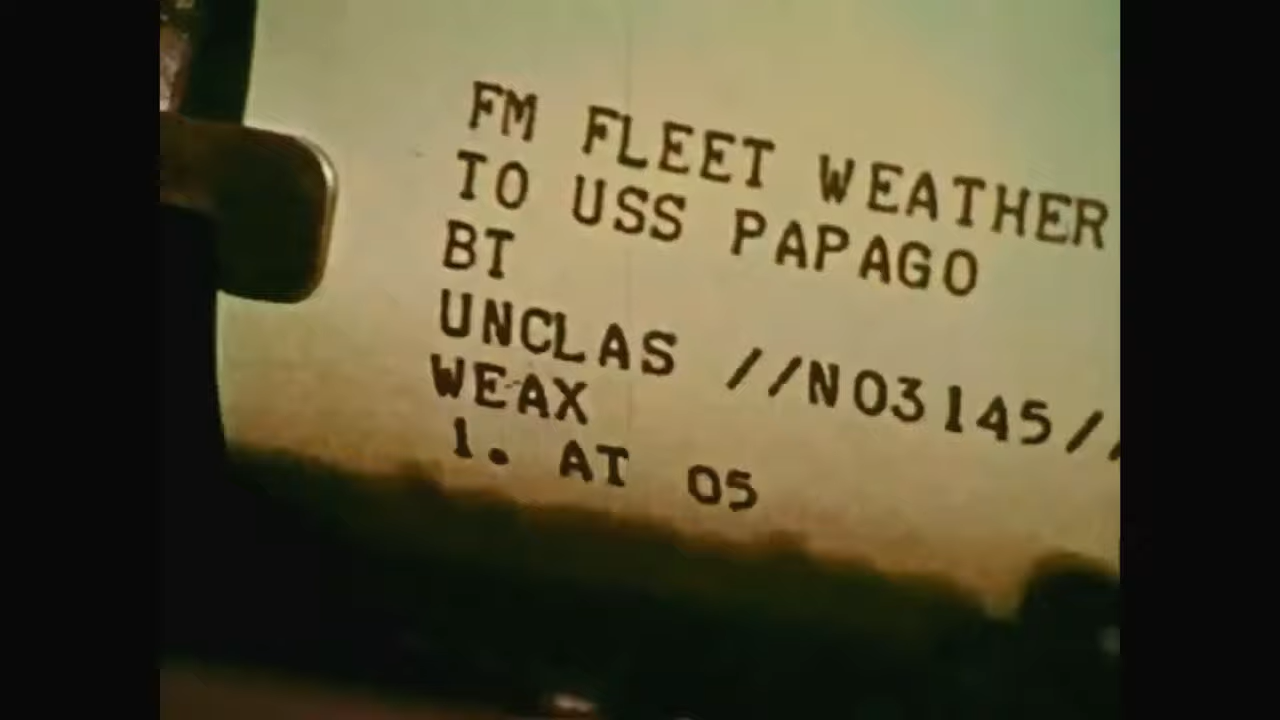 FM FLEET WEATHER
TO USS PAPAGO
BT
UNCLAS //N03145//
WEAX
1. AT 05